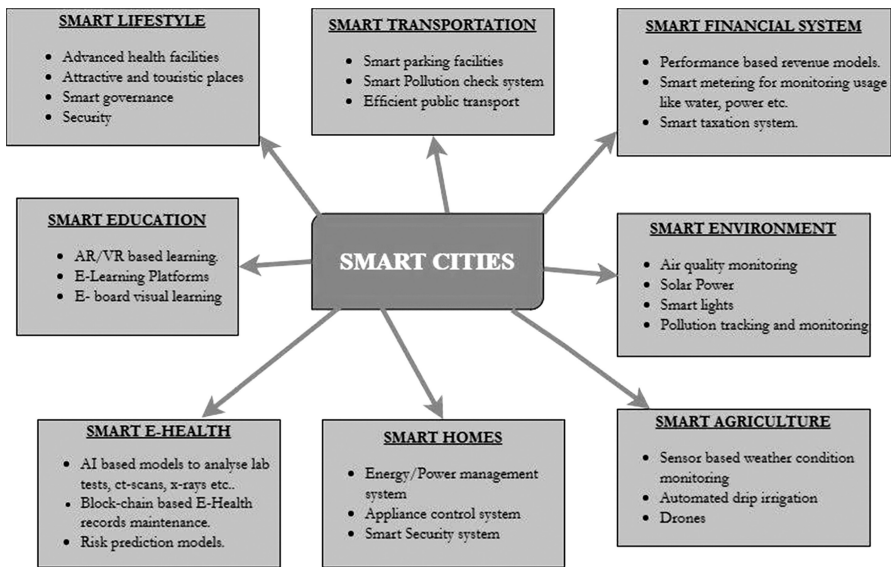 SMART LIFESTYLE
• Advanced health facilities
• Attractive and touristic places
• Smart governance
• Security
SMART TRANSPORTATION
• Smart parking facilities
• Smart Pollution check system
• Efficient public transport
SMART FINANCIAL SYSTEM
• Performance based revenue models.
• Smart metering for monitoring usage
like water, power etc.
• Smart taxation system.
SMART EDUCATION
• AR/VR based learning.
• E-Learning Platforms
• E- board visual learning
SMART CITIES
SMART ENVIRONMENT
• Air quality monitoring
• Solar Power
• Smart lights
• Pollution tracking and monitoring
SMART E-HEALTH
• AI based models to analyse lab
tests, ct-scans, x-rays etc..
• Block-chain based E-Health
records maintenance.
• Risk prediction models.
SMART HOMES
• Energy/Power management
system
• Appliance control system
• Smart Security system
SMART AGRICULTURE
• Sensor based weather condition
monitoring
• Automated drip irrigation
• Drones